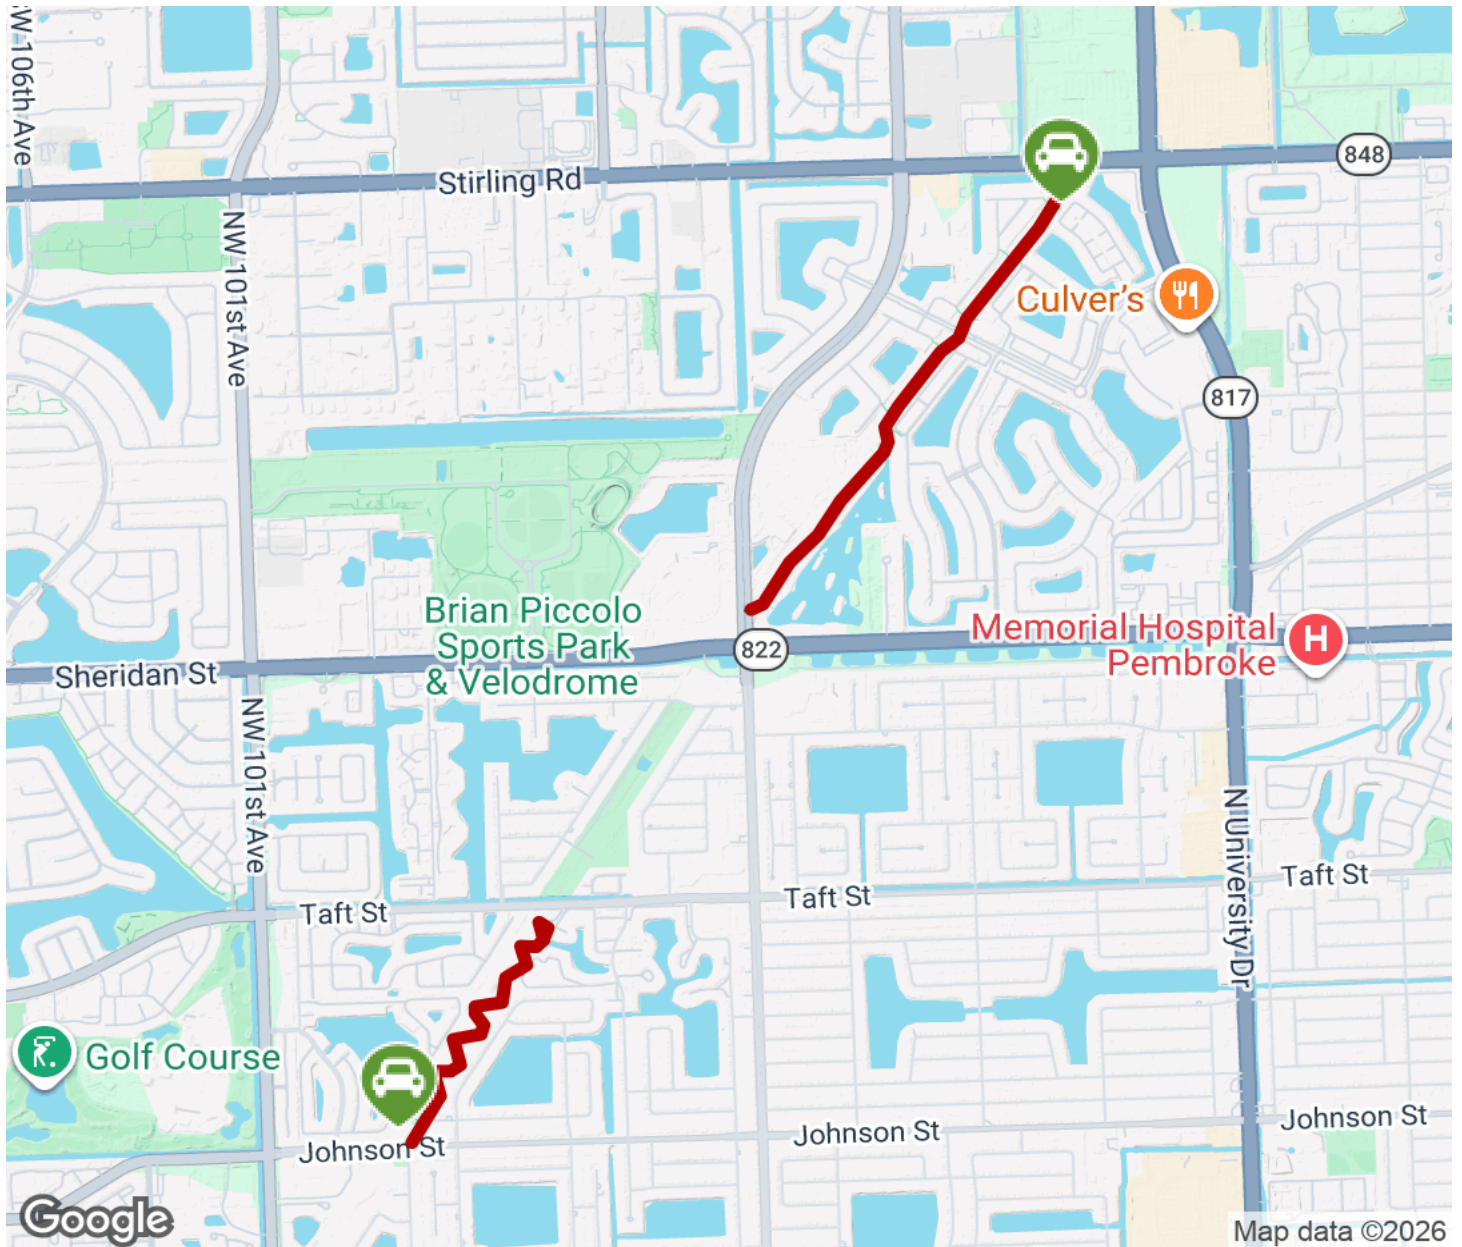 SW 106th Ave
848
Stirling Rd
NW 101st Ave
Culver's
817
Brian Piccolo
Sports Park
& Velodrome
Memorial Hospital
Pembroke
H
822
Sheridan St
NW 101st Ave
N University Dr
Taft St
Taft St
Taft St
Golf Course
Johnson St
Johnson St
Johnson St
Google
Map data ©2026